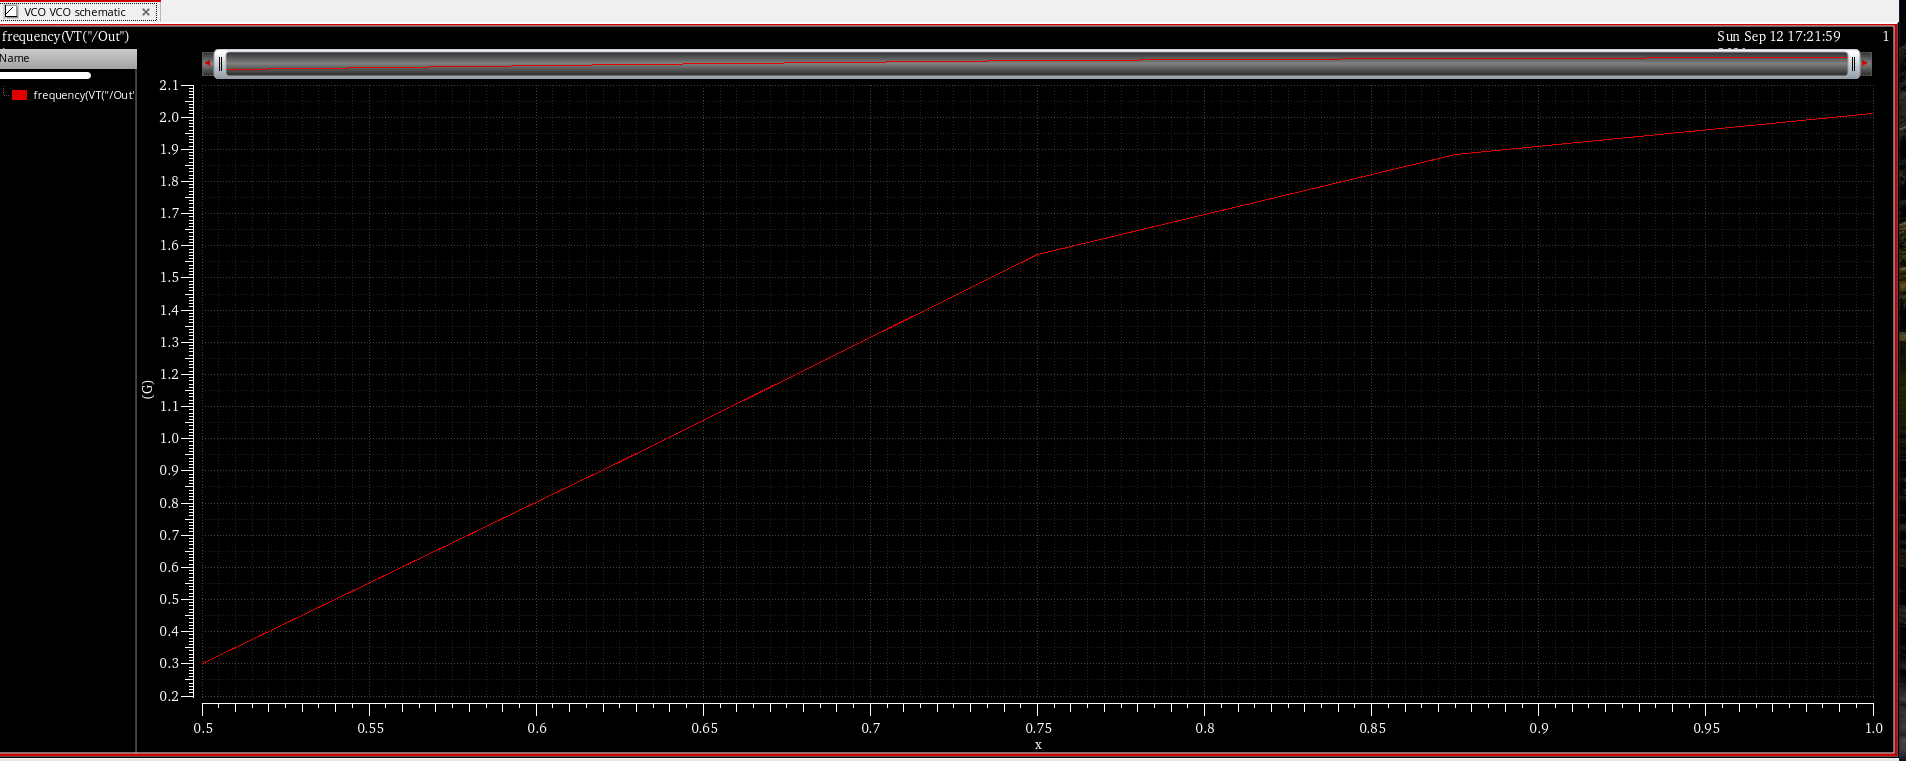 VCO VCO schematic
frequency(VT("/Out")
Sun Sep 12 17:21:59
1
Name
frequency(VT("/Out"
2.1
2.0
1.9
1.8
1.7
1.6
1.5
1.4
1.3
1.2
1.1
1.0
0.9
0.8
0.7
0.6
0.5
0.4
0.3
0.2
(G)
0.5 0.55 0.6 0.65 0.7 0.75 0.8 0.85 0.9 0.95 1.0
x